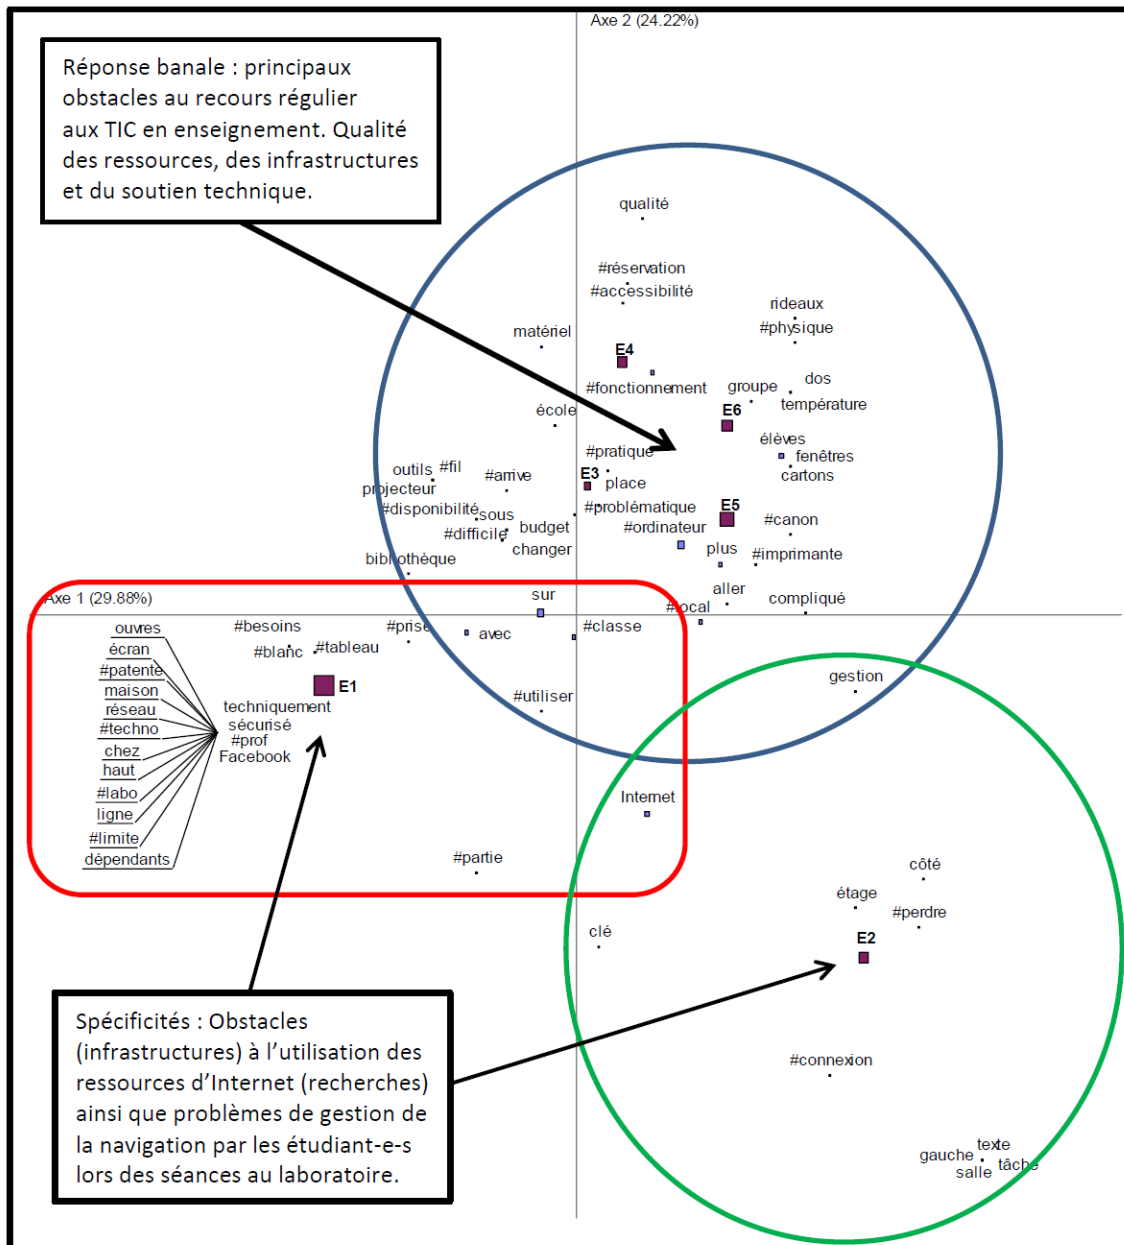 Axe 2 (24.22%)
Réponse banale : principaux
obstacles au recours régulier
aux TIC en enseignement. Qualité
des ressources, des infrastructures
et du soutien technique.
qualité
#réservation
#accessibilité
rideaux
#physique
matériel
E4
#fonctionnement
groupe
dos
température
école
E6
élèves
fenêtres
cartons
#pratique
outils
#fil
#arrive
E3
place
projecteur
#disponibilité
sous
#problématique
E5
#difficile
budget
#ordinateur
#canon
changer
plus
#imprimante
bibliothèque
Axe 1 (29.88%)
sur
aller
#local
compliqué
ouvres
#besoins
#prise
avec
#classe
écran
#blanc
#tableau
#patente
E1
gestion
maison
#utiliser
réseau
techniquement
#techno
sécurisé
#prof
chez
Facebook
haut
#labo
Internet
ligne
#limite
dépendants
#partie
côté
étage
#perdre
clé
E2
Spécificités : Obstacles
(infrastructures) à l’utilisation des
ressources d’Internet (recherches)
ainsi que problèmes de gestion de
la navigation par les étudiant-e-s
lors des séances au laboratoire.
#connexion
texte
gauche
tâche
salle